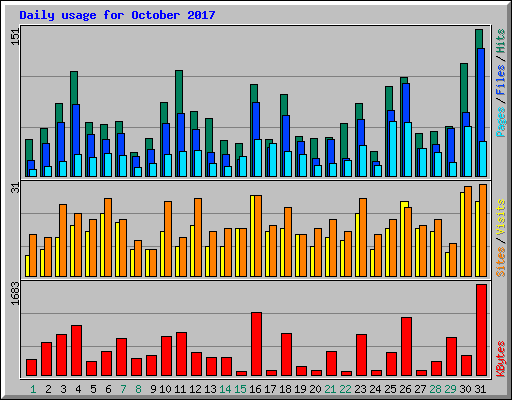 Daily usage for October 2017
151
Pages / Files / Hits
31
Sites / Visits
1683
KBytes
1 2 3 4 5 6 7 8 9 10 11 12 13 14 15 16 17 18 19 20 21 22 23 24 25 26 27 28 29 30 31